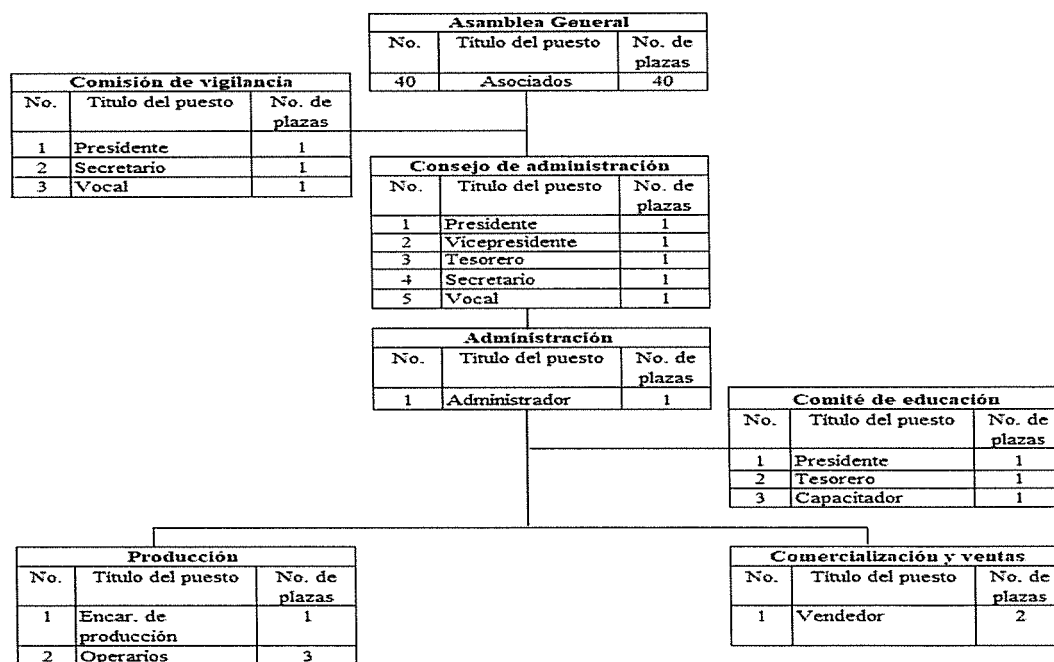 Asamblea General
No. Título del puesto No. de plazas
40 Asociados 40
Comisión de vigilancia
No. Título del puesto No. de plazas
1 Presidente 1
2 Secretario 1
3 Vocal 1
Consejo de administración
No. Título del puesto No. de plazas
1 Presidente 1
2 Vicepresidente 1
3 Tesorero 1
4 Secretario 1
5 Vocal 1
Administración
No. Título del puesto No. de plazas
1 Administrador 1
Comité de educación
No. Título del puesto No. de plazas
1 Presidente 1
2 Tesorero 1
3 Capacitador 1
Producción
No. Título del puesto No. de plazas
1 Encar. de producción 1
2 Operarios 3
Comercialización y ventas
No. Título del puesto No. de plazas
1 Vendedor 2